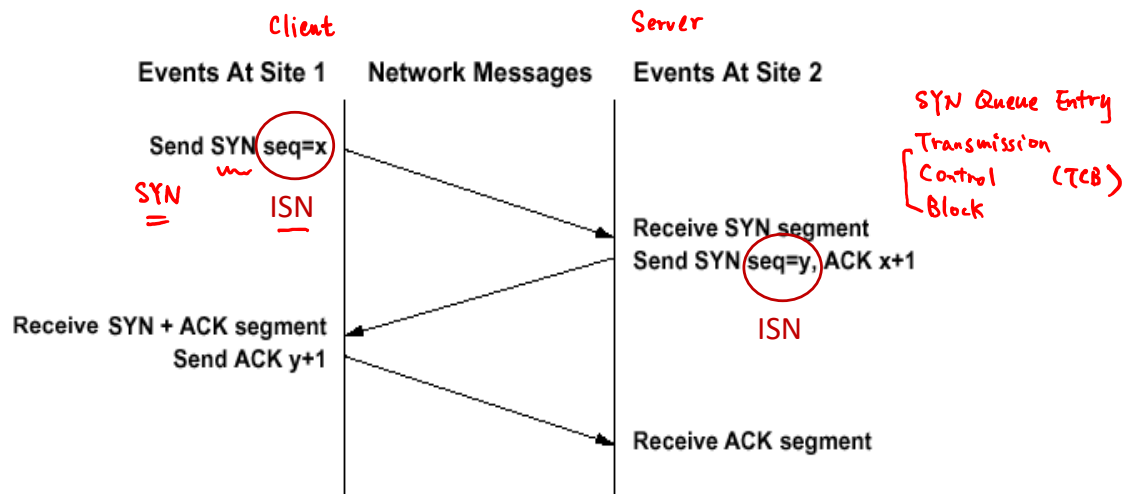 Client
Server
Events At Site 1
Network Messages
Events At Site 2
SYN Queue Entry
Transmission
Control (TCB)
Block
Send SYN seq=x
SYN
ISN
Receive SYN segment
Send SYN seq=y, ACK x+1
ISN
Receive SYN + ACK segment
Send ACK y+1
Receive ACK segment